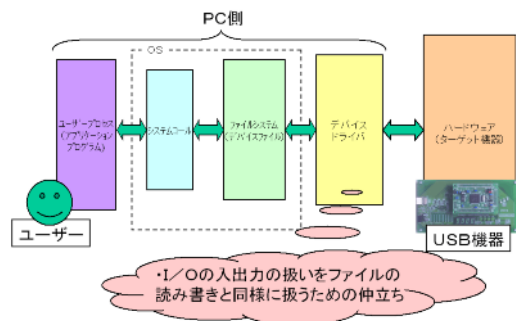 PC側
OS
ユーザープロセス
(アプリケーション
プログラム)
システムコール
ファイルシステム
(デバイスファイル)
デバイス
ドライバ
ハードウェア
(ターゲット機器)
ユーザー
USB機器
・I/Oの入出力の扱いをファイルの
読み書きと同様に扱うための仲立ち